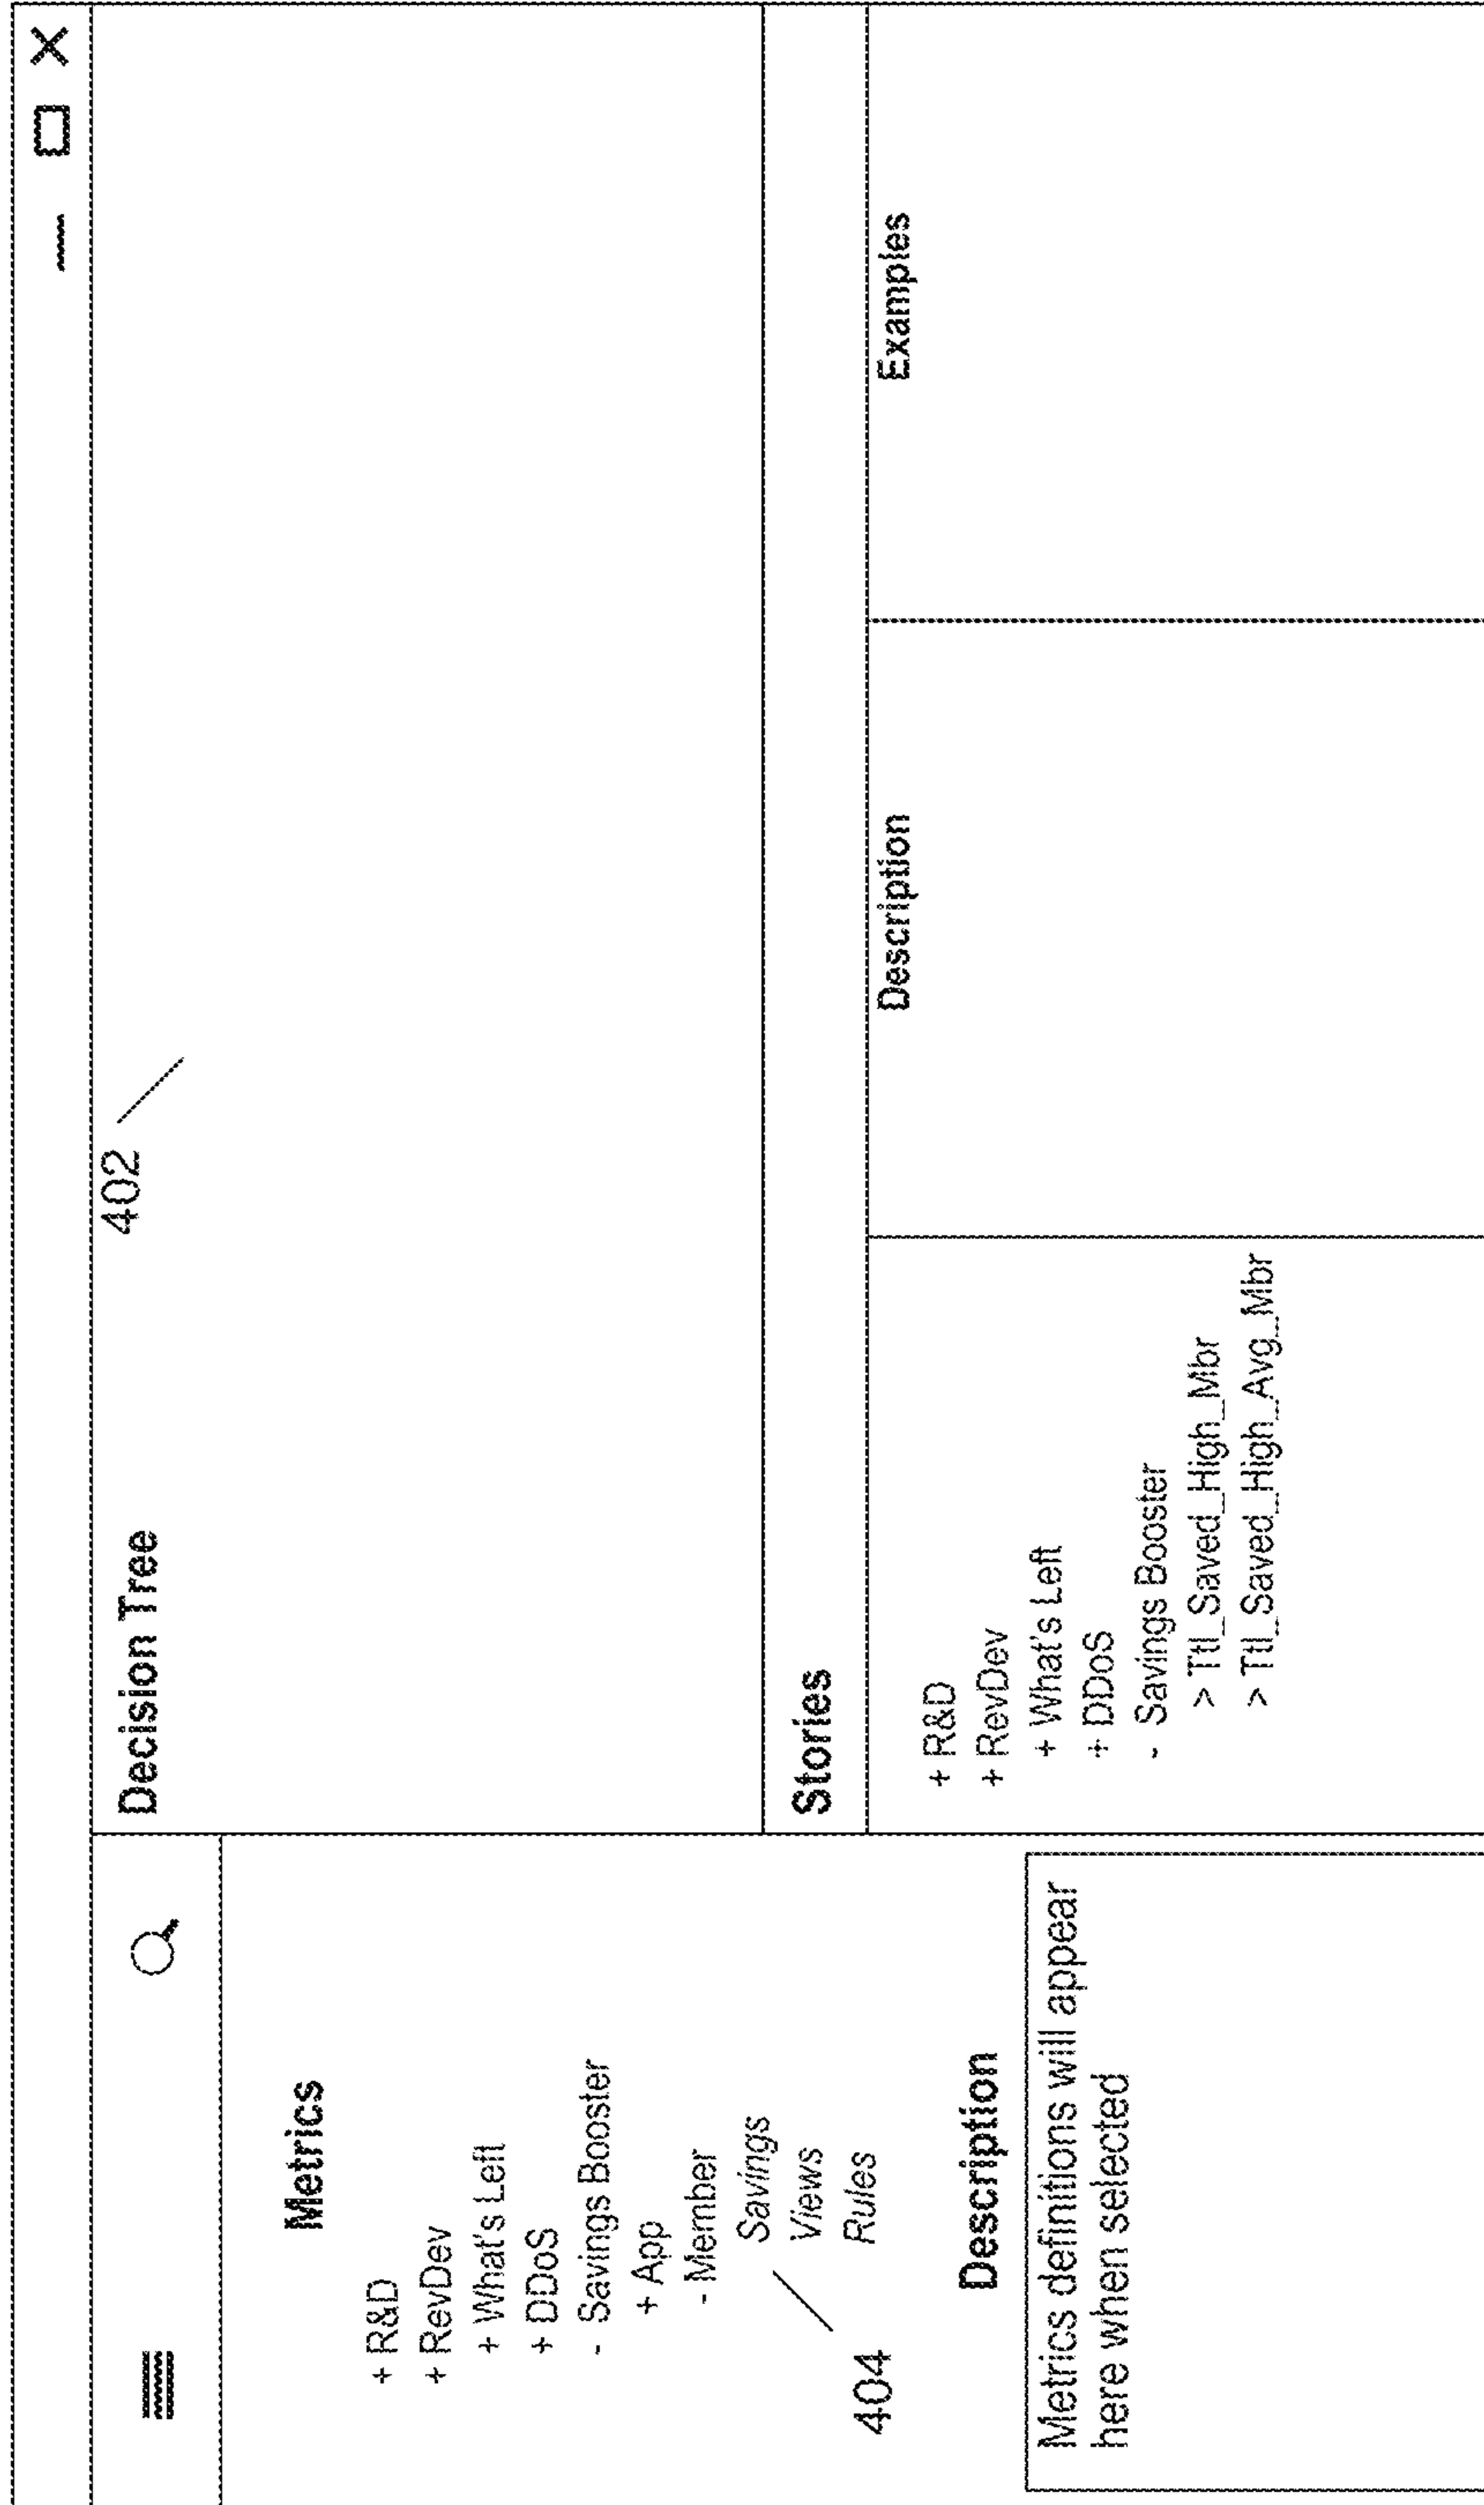 Decision Tree
402
Metrics
+ R&D
+ RevDev
+ What's Left
+ DDoS
- Savings Booster
+ App
- Member
Savings
Views
Rules
404
Description
Metrics definitions will appear
here when selected
Stories
+ R&D
+ RevDev
+ What's Left
+ DDoS
- Savings Booster
> Ttl_Saved_High_Mbr
> Ttl_Saved_High_Avg_Mbr
Description
Examples